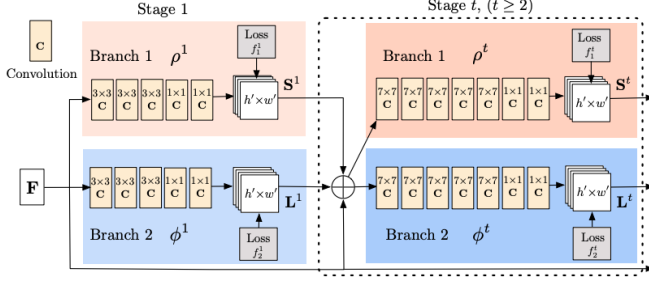 Stage 1
Stage t, (t ≥ 2)
C
Convolution
Branch 1 ρ¹
Loss
f₁¹
3×3 C 3×3 C 3×3 C 1×1 C 1×1 C
h′×w′
S¹
Branch 1 ρᵗ
Loss
f₁ᵗ
7×7 C 7×7 C 7×7 C 7×7 C 7×7 C 1×1 C 1×1 C
h′×w′
Sᵗ
F
3×3 C 3×3 C 3×3 C 1×1 C 1×1 C
h′×w′
L¹
Branch 2 ϕ¹
Loss
f₂¹
7×7 C 7×7 C 7×7 C 7×7 C 7×7 C 1×1 C 1×1 C
h′×w′
Lᵗ
Branch 2 ϕᵗ
Loss
f₂ᵗ